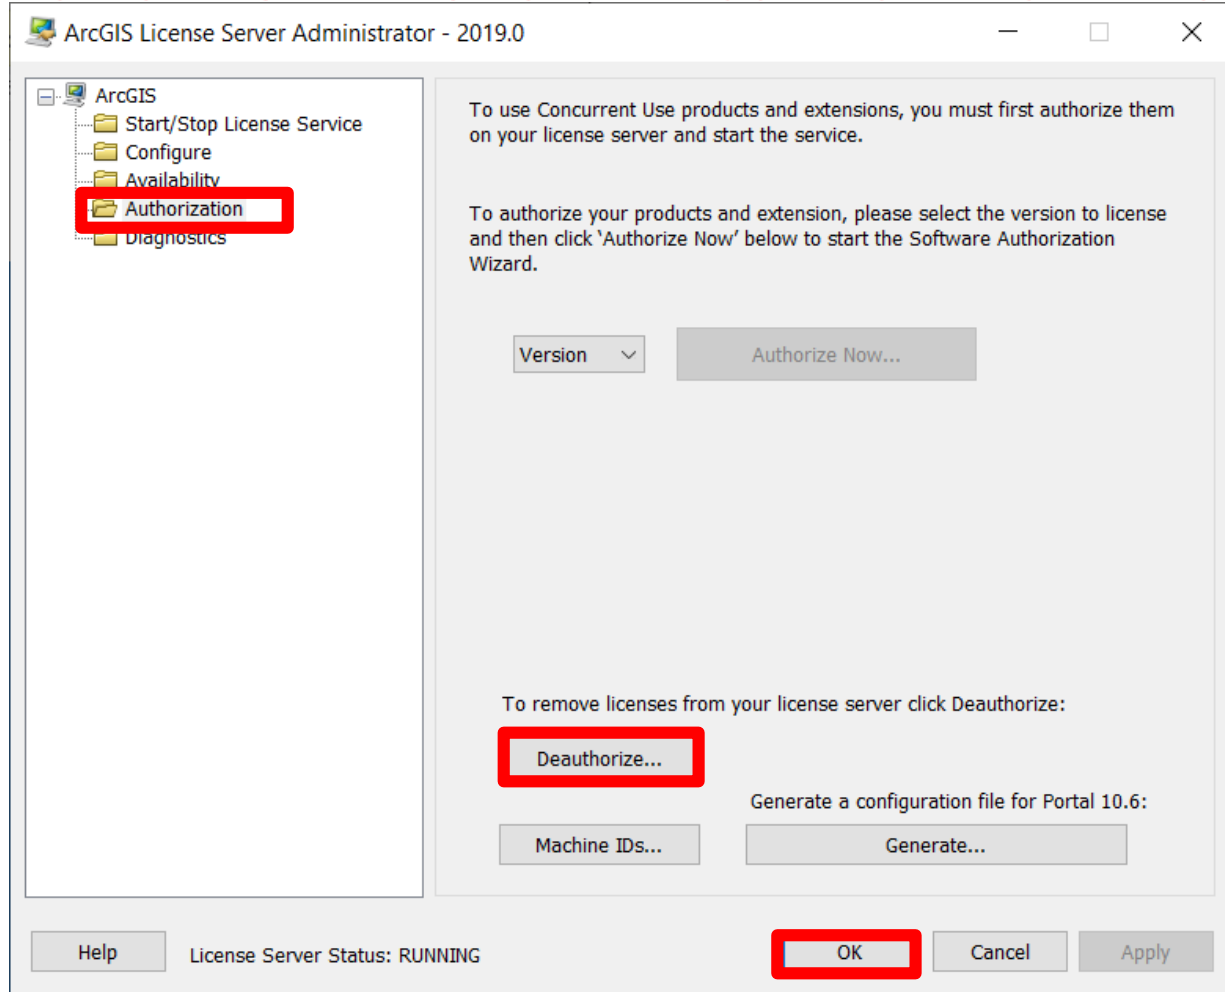 ArcGIS License Server Administrator - 2019.0
ArcGIS
Start/Stop License Service
Configure
Availability
Authorization
Diagnostics
To use Concurrent Use products and extensions, you must first authorize them
on your license server and start the service.
To authorize your products and extension, please select the version to license
and then click ‘Authorize Now’ below to start the Software Authorization
Wizard.
Version
Authorize Now...
To remove licenses from your license server click Deauthorize:
Deauthorize...
Generate a configuration file for Portal 10.6:
Machine IDs...
Generate...
Help
License Server Status: RUNNING
OK
Cancel
Apply